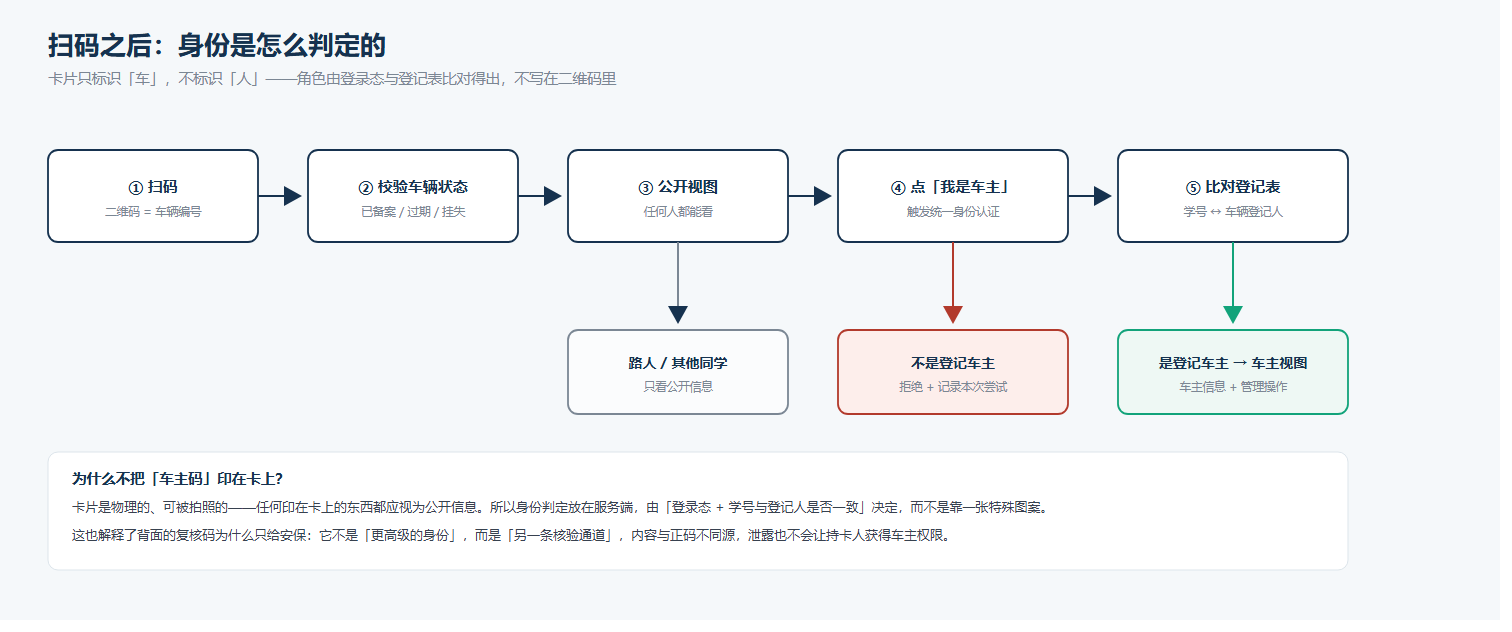 扫码之后：身份是怎么判定的
卡片只标识「车」，不标识「人」——角色由登录态与登记表比对得出，不写在二维码里
① 扫码
二维码 = 车辆编号
② 校验车辆状态
已备案 / 过期 / 挂失
③ 公开视图
任何人都能看
④ 点「我是车主」
触发统一身份认证
⑤ 比对登记表
学号 ↔ 车辆登记人
路人 / 其他同学
只看公开信息
不是登记车主
拒绝 + 记录本次尝试
是登记车主 → 车主视图
车主信息 + 管理操作
为什么不把「车主码」印在卡上?
卡片是物理的、可被拍照的——任何印在卡上的东西都应视为公开信息。所以身份判定放在服务端，由「登录态 + 学号与登记人是否一致」决定，而不是靠一张特殊图案。
这也解释了背面的复核码为什么只给安保：它不是「更高级的身份」，而是「另一条核验通道」，内容与正码不同源，泄露也不会让持卡人获得车主权限。